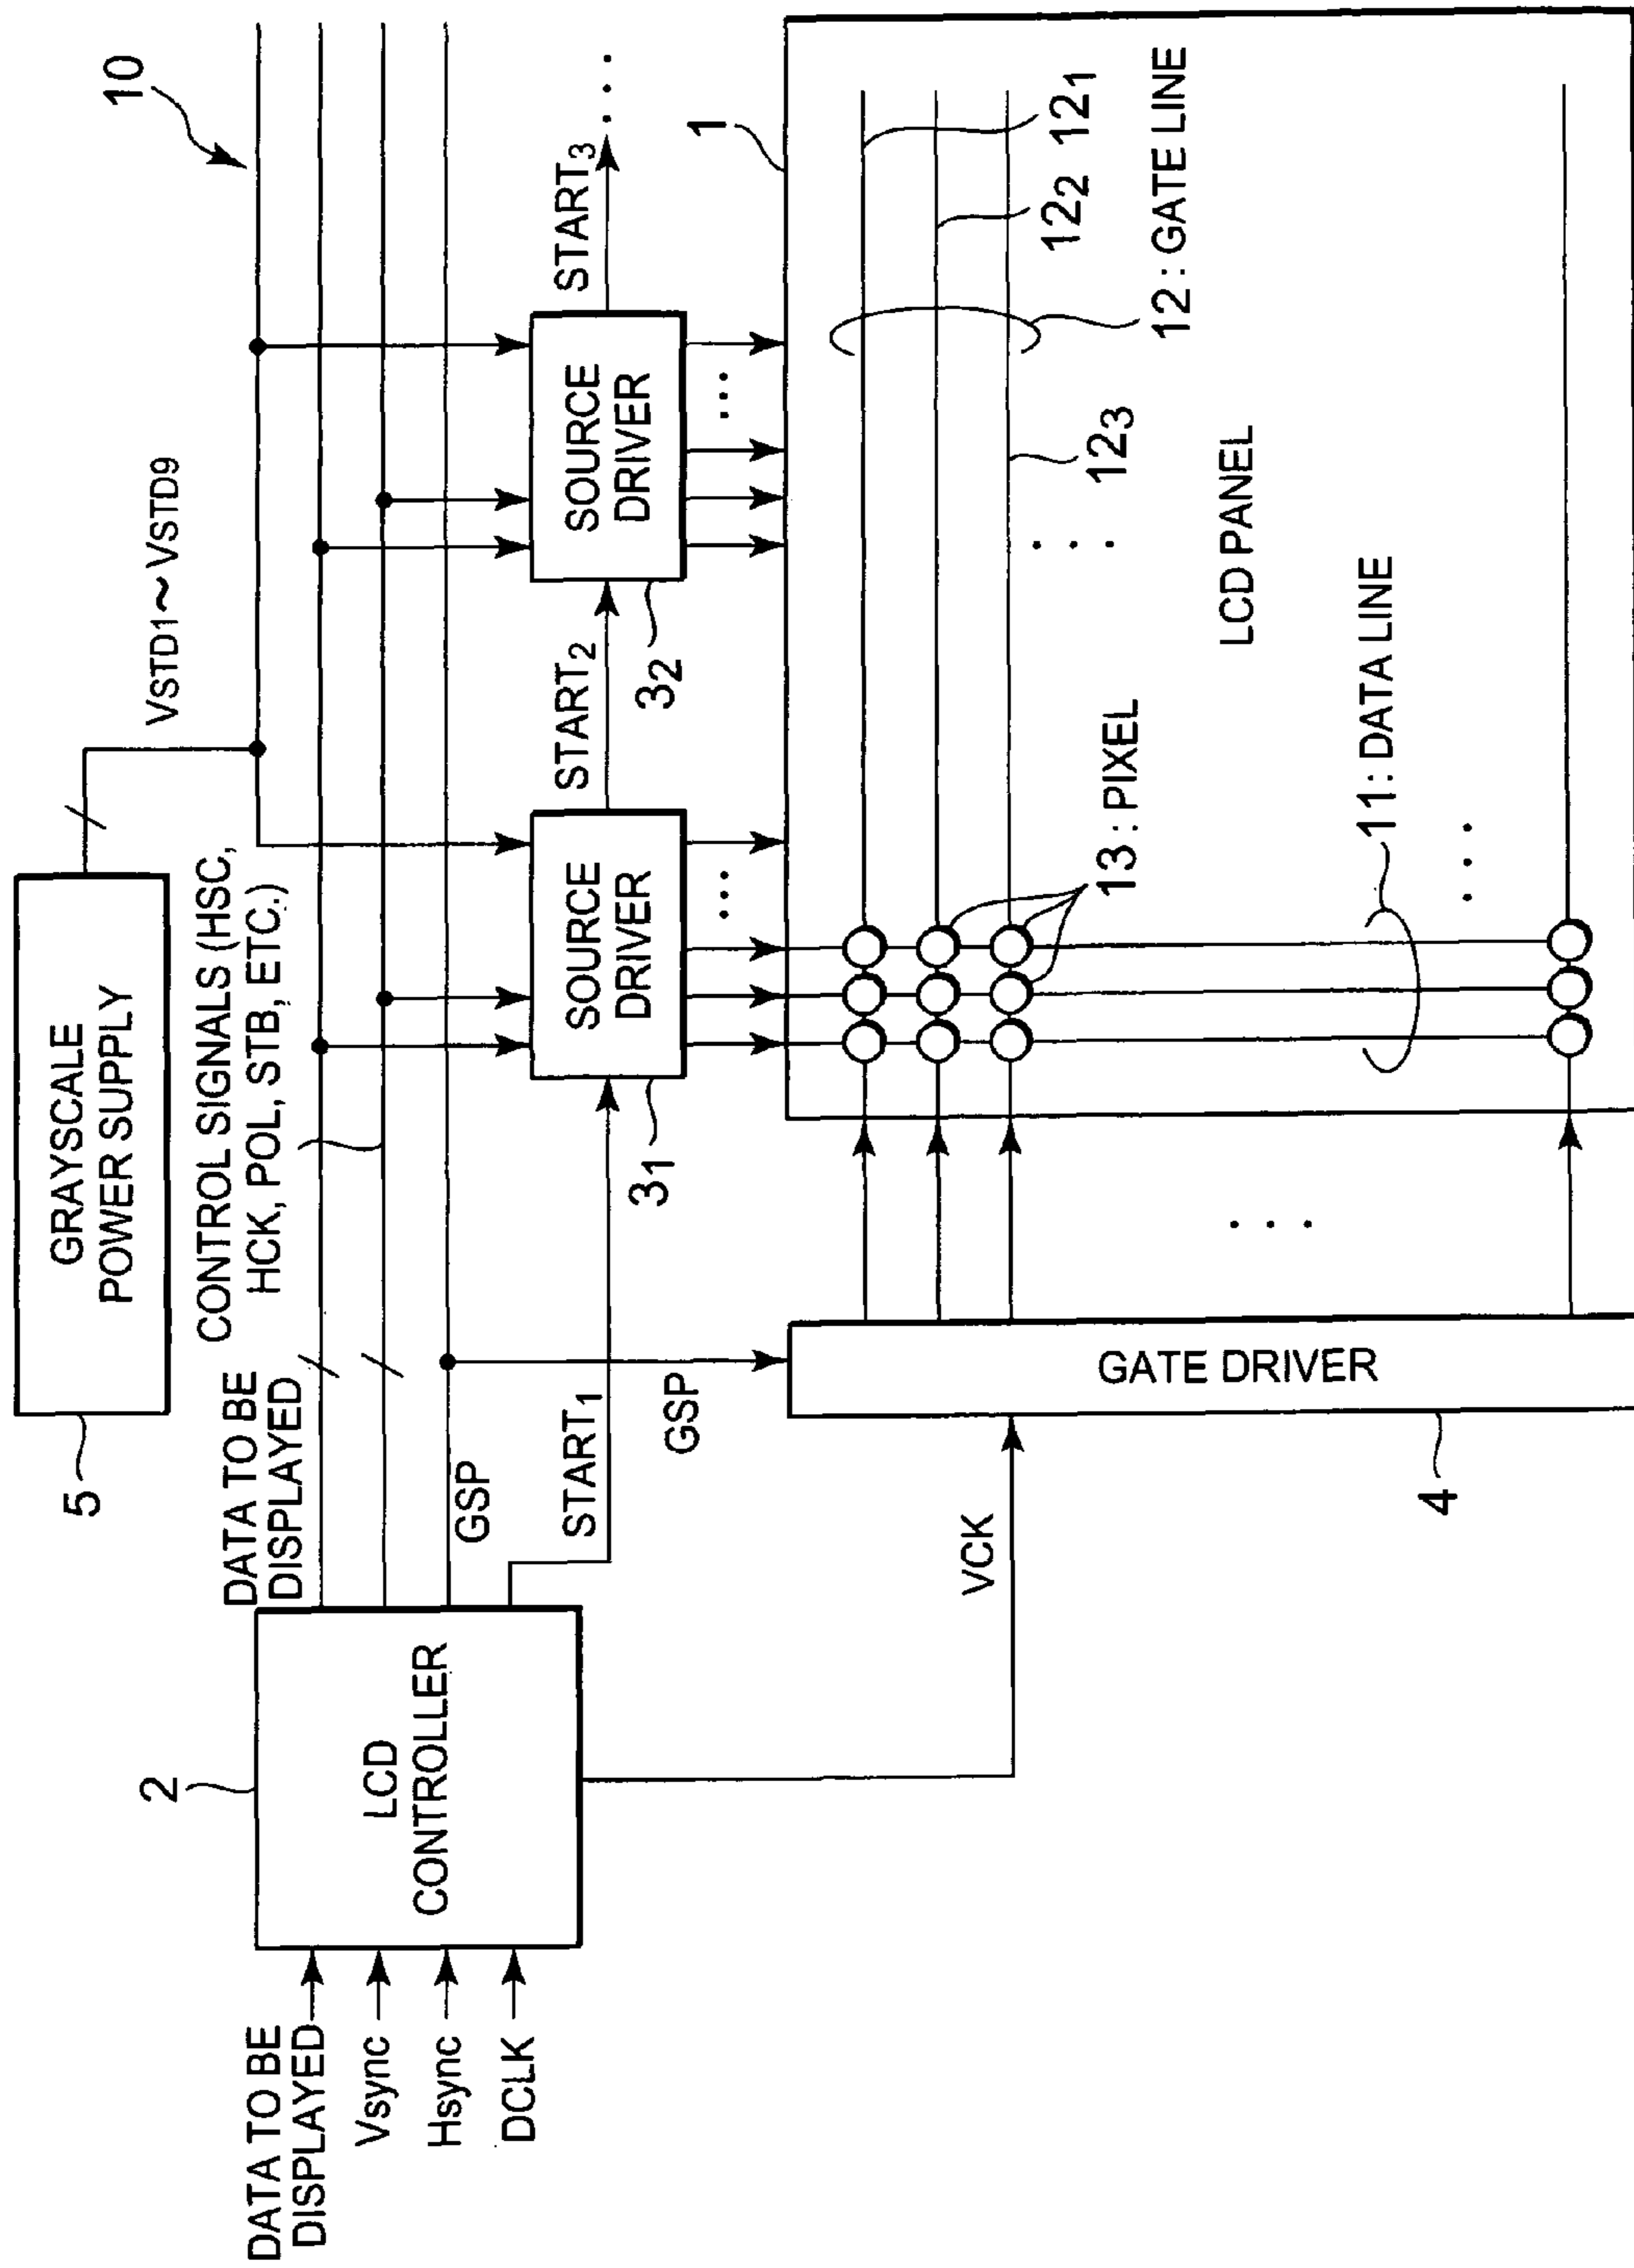 10
GRAYSCALE
POWER SUPPLY
5
VSTD1~VSTD9
CONTROL SIGNALS (HSC,
HCK, POL, STB, ETC.)
DATA TO BE
DISPLAYED
2
LCD
CONTROLLER
DATA TO BE
DISPLAYED
Vsync
Hsync
DCLK
GSP
START1
SOURCE
DRIVER
31
START2
SOURCE
DRIVER
32
START3
...
GSP
VCK
GATE DRIVER
4
...
...
...
1
121
122
12 : GATE LINE
123
...
13 : PIXEL
LCD PANEL
11 : DATA LINE
...